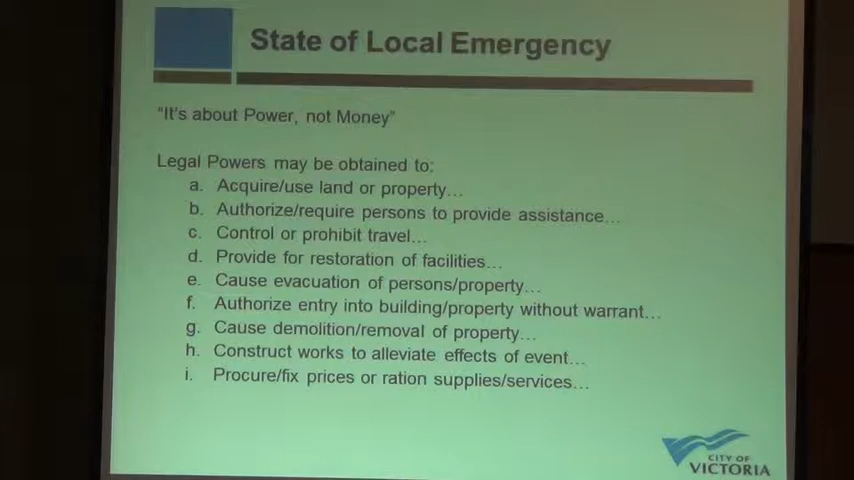 State of Local Emergency
"It's about Power, not Money"
Legal Powers may be obtained to:
a. Acquire/use land or property...
b. Authorize/require persons to provide assistance...
c. Control or prohibit travel...
d. Provide for restoration of facilities...
e. Cause evacuation of persons/property...
f. Authorize entry into building/property without warrant...
g. Cause demolition/removal of property...
h. Construct works to alleviate effects of event...
i. Procure/fix prices or ration supplies/services...
CITY OF
VICTORIA